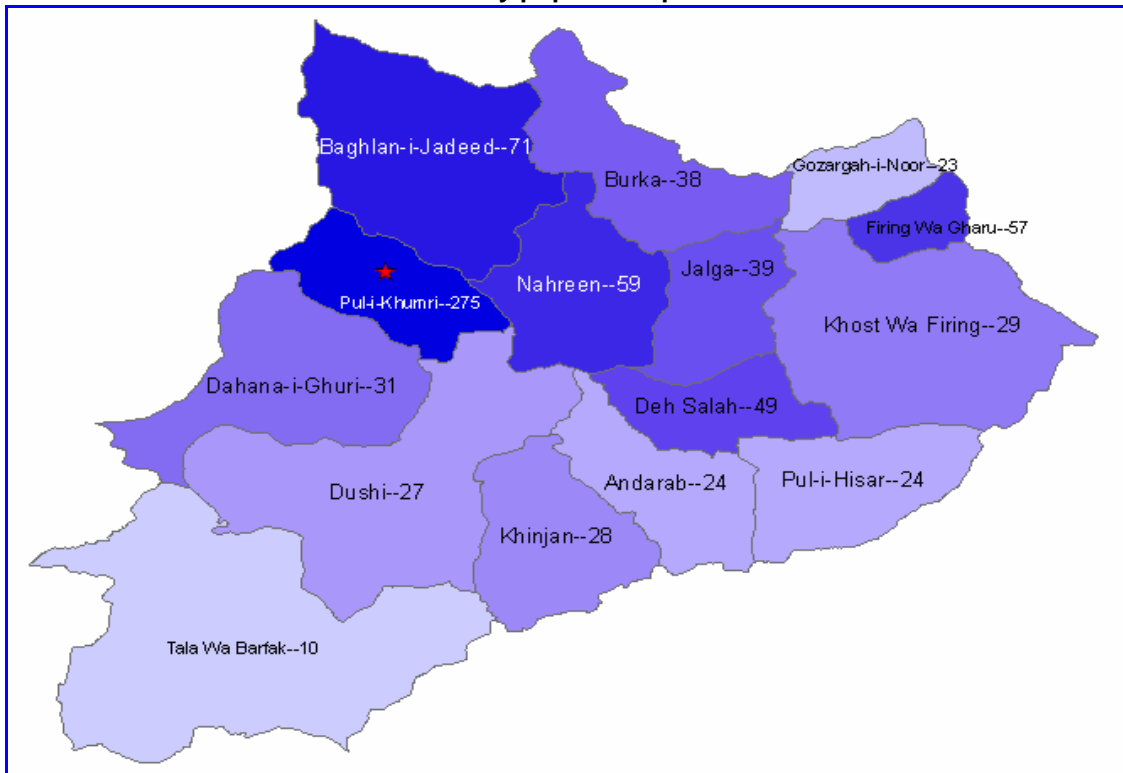 Baghlan-i-Jadeed--71
Burka--38
Gozargah-i-Noor--23
Firing Wa Gharu--57
Pul-i-Khumri--275
Nahreen--59
Jalga--39
Khost Wa Firing--29
Dahana-i-Ghuri--31
Deh Salah--49
Dushi--27
Andarab--24
Pul-i-Hisar--24
Khinjan--28
Tala Wa Barfak--10